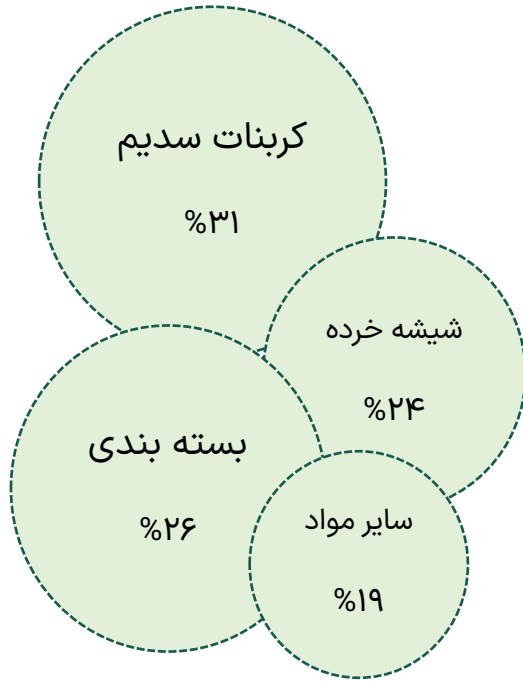 کربنات سدیم
%۳۱
شیشه خرده
%۲۴
بسته بندی
%۲۶
سایر مواد
%۱۹